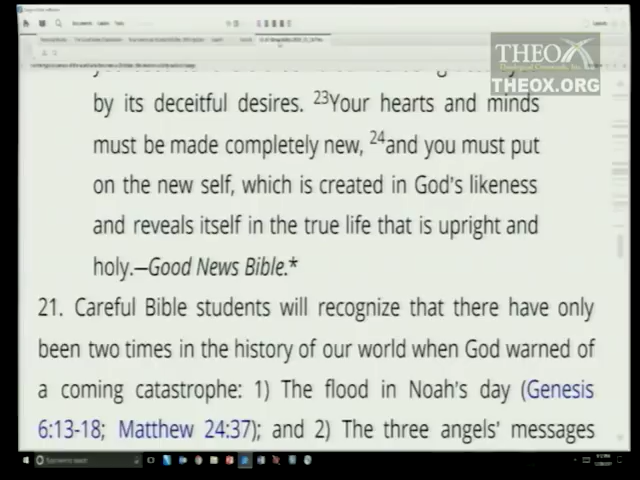 THEOX
THEOX.ORG
by its deceitful desires. 23Your hearts and minds
must be made completely new, 24and you must put
on the new self, which is created in God's likeness
and reveals itself in the true life that is upright and
holy.—Good News Bible.*
21. Careful Bible students will recognize that there have only
been two times in the history of our world when God warned of
a coming catastrophe: 1) The flood in Noah's day (Genesis
6:13-18; Matthew 24:37); and 2) The three angels' messages